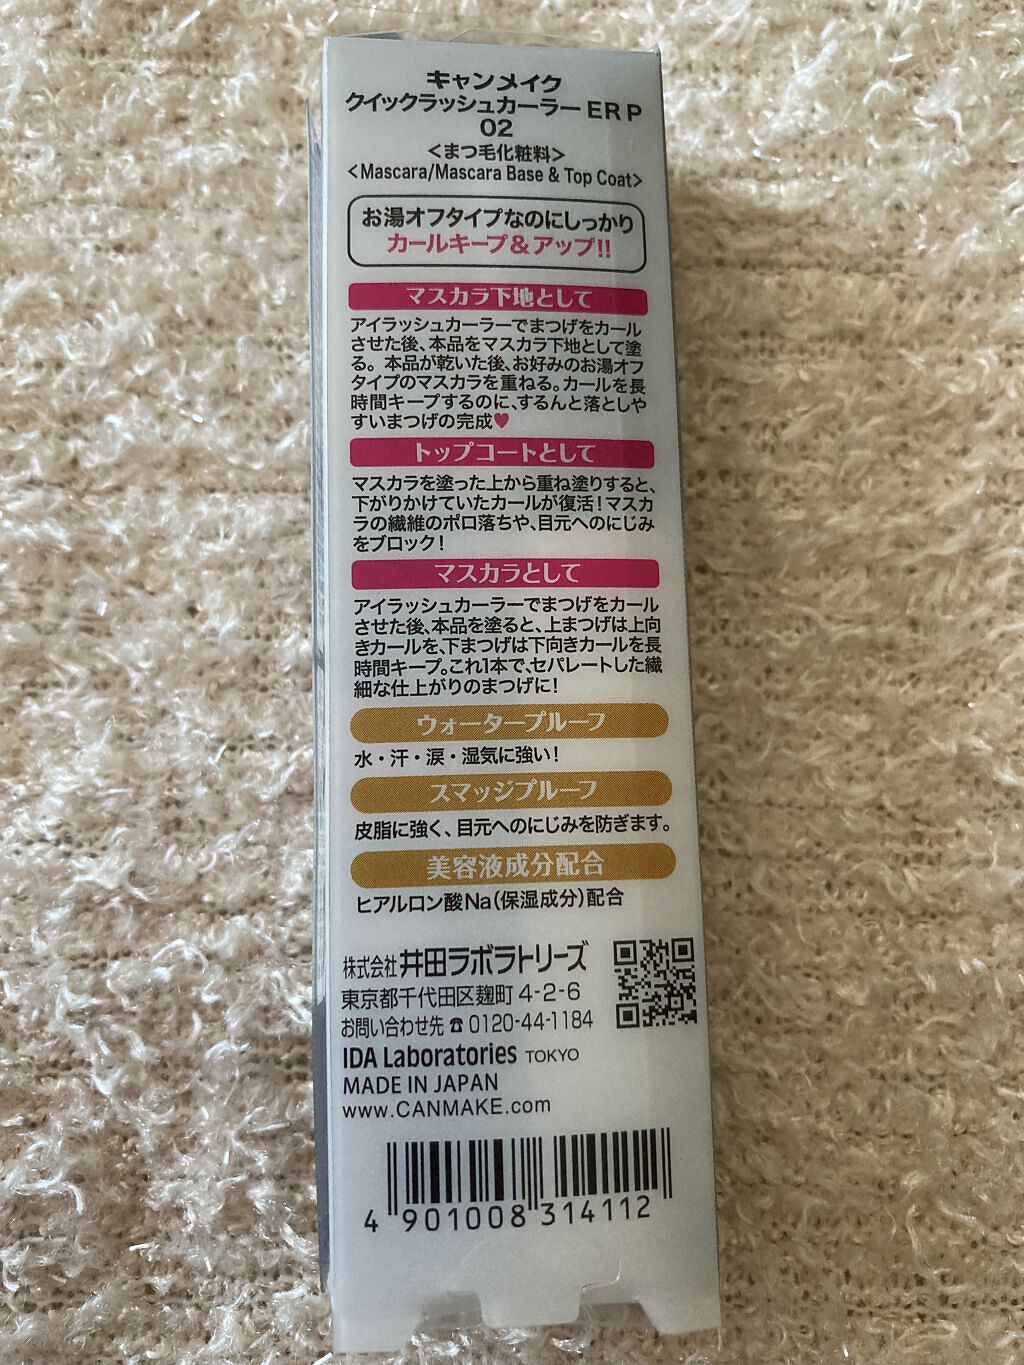 キャンメイク
クイックラッシュカーラー ER P
02
<まつ毛化粧料>
<Mascara/Mascara Base & Top Coat>
お湯オフタイプなのにしっかり
カールキープ&アップ!!
マスカラ下地として
アイラッシュカーラーでまつげをカール
させた後、本品をマスカラ下地として塗
る。本品が乾いた後、お好みのお湯オフ
タイプのマスカラを重ねる。カールを長
時間キープするのに、するんと落としや
すいまつげの完成♥
トップコートとして
マスカラを塗った上から重ね塗りすると、
下がりかけていたカールが復活!マスカ
ラの繊維のポロ落ちや、目元へのにじみ
をブロック!
マスカラとして
アイラッシュカーラーでまつげをカール
させた後、本品を塗ると、上まつげは上向
きカールを、下まつげは下向きカールを長
時間キープ。これ1本で、セパレートした繊
細な仕上がりのまつげに!
ウォータープルーフ
水・汗・涙・湿気に強い!
スマッジプルーフ
皮脂に強く、目元へのにじみを防ぎます。
美容液成分配合
ヒアルロン酸Na(保湿成分)配合
株式会社井田ラボラトリーズ
東京都千代田区麹町 4-2-6
お問い合わせ先 ☎ 0120-44-1184
IDA Laboratories TOKYO
MADE IN JAPAN
www.CANMAKE.com
4 901008 314112